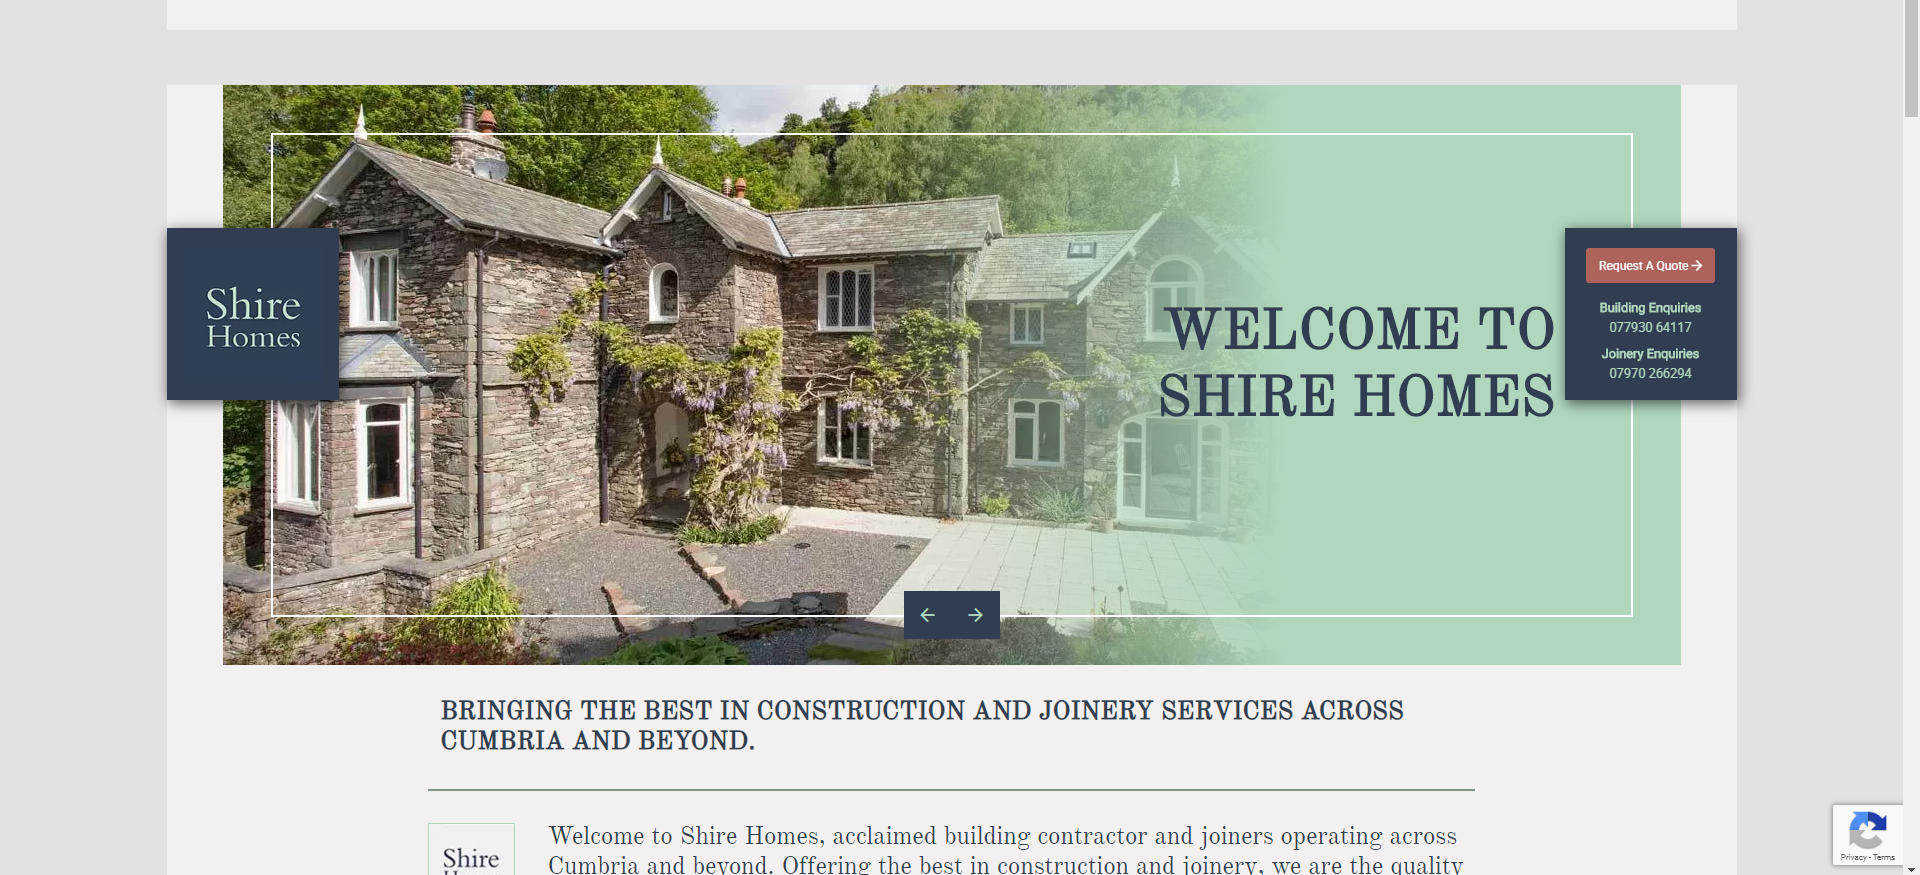 Shire
Homes
WELCOME TO
SHIRE HOMES
Request A Quote
Building Enquiries
077930 64117
Joinery Enquiries
07970 266294
BRINGING THE BEST IN CONSTRUCTION AND JOINERY SERVICES ACROSS
CUMBRIA AND BEYOND.
Shire
Welcome to Shire Homes, acclaimed building contractor and joiners operating across
Cumbria and beyond. Offering the best in construction and joinery, we are the quality
Privacy - Terms